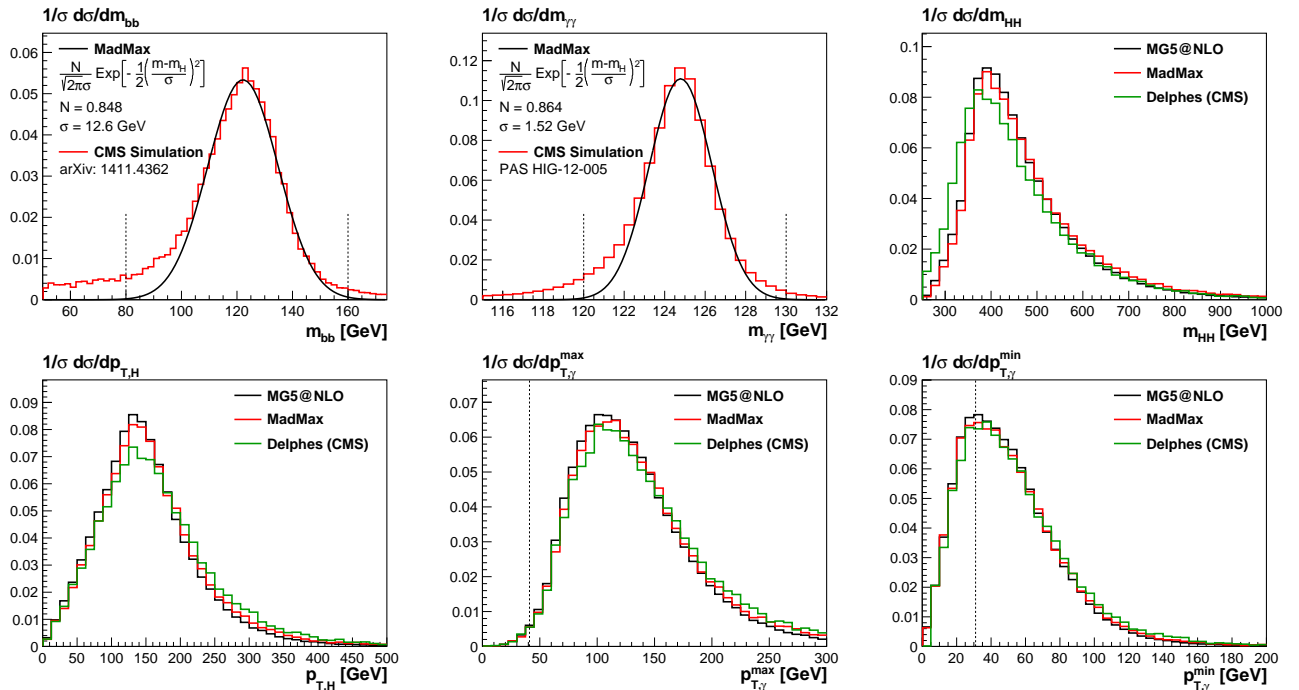 1/σ dσ/dm_bb
0.06
0.05
0.04
0.03
0.02
0.01
0
MadMax
N/√2πσ Exp[-1/2(m-m_H/σ)²]
N = 0.848
σ = 12.6 GeV
CMS Simulation
arXiv: 1411.4362
60 80 100 120 140 160
m_bb [GeV]
1/σ dσ/dm_γγ
0.12
0.10
0.08
0.06
0.04
0.02
0
MadMax
N/√2πσ Exp[-1/2(m-m_H/σ)²]
N = 0.864
σ = 1.52 GeV
CMS Simulation
PAS HIG-12-005
116 118 120 122 124 126 128 130 132
m_γγ [GeV]
1/σ dσ/dm_HH
0.1
0.08
0.06
0.04
0.02
0
MG5@NLO
MadMax
Delphes (CMS)
300 400 500 600 700 800 900 1000
m_HH [GeV]
1/σ dσ/dp_T,H
0.09
0.08
0.07
0.06
0.05
0.04
0.03
0.02
0.01
0
MG5@NLO
MadMax
Delphes (CMS)
0 50 100 150 200 250 300 350 400 450 500
p_T,H [GeV]
1/σ dσ/dp_T,γ^max
0.07
0.06
0.05
0.04
0.03
0.02
0.01
0
MG5@NLO
MadMax
Delphes (CMS)
0 50 100 150 200 250 300
p_T,γ^max [GeV]
1/σ dσ/dp_T,γ^min
0.09
0.08
0.07
0.06
0.05
0.04
0.03
0.02
0.01
0
MG5@NLO
MadMax
Delphes (CMS)
0 20 40 60 80 100 120 140 160 180 200
p_T,γ^min [GeV]